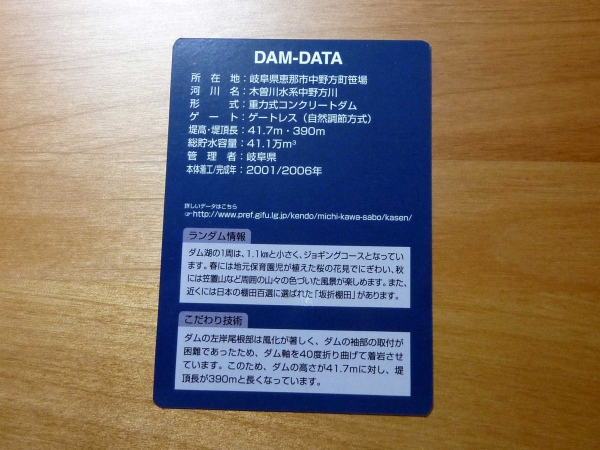 DAM-DATA
所在地：岐阜県恵那市中野方町笹場
河川名：木曽川水系中野方川
形式：重力式コンクリートダム
ゲート：ゲートレス（自然調節方式）
堤高・堤頂長：41.7m・390m
総貯水容量：41.1万m³
管理者：岐阜県
本体着工/完成年：2001/2006年
詳しいデータはこちら
☞http://www.pref.gifu.lg.jp/kendo/michi-kawa-sabo/kasen/
ランダム情報
ダム湖の1周は、1.1㎞と小さく、ジョギングコースとなってい
ます。春には地元保育園児が植えた桜の花見でにぎわい、秋
には笠置山など周囲の山々の色づいた風景が楽しめます。また、
近くには日本の棚田百選に選ばれた「坂折棚田」があります。
こだわり技術
ダムの左岸尾根部は風化が著しく、ダムの袖部の取付が
困難であったため、ダム軸を40度折り曲げて着岩させ
ています。このため、ダムの高さが41.7mに対し、堤
頂長が390mと長くなっています。